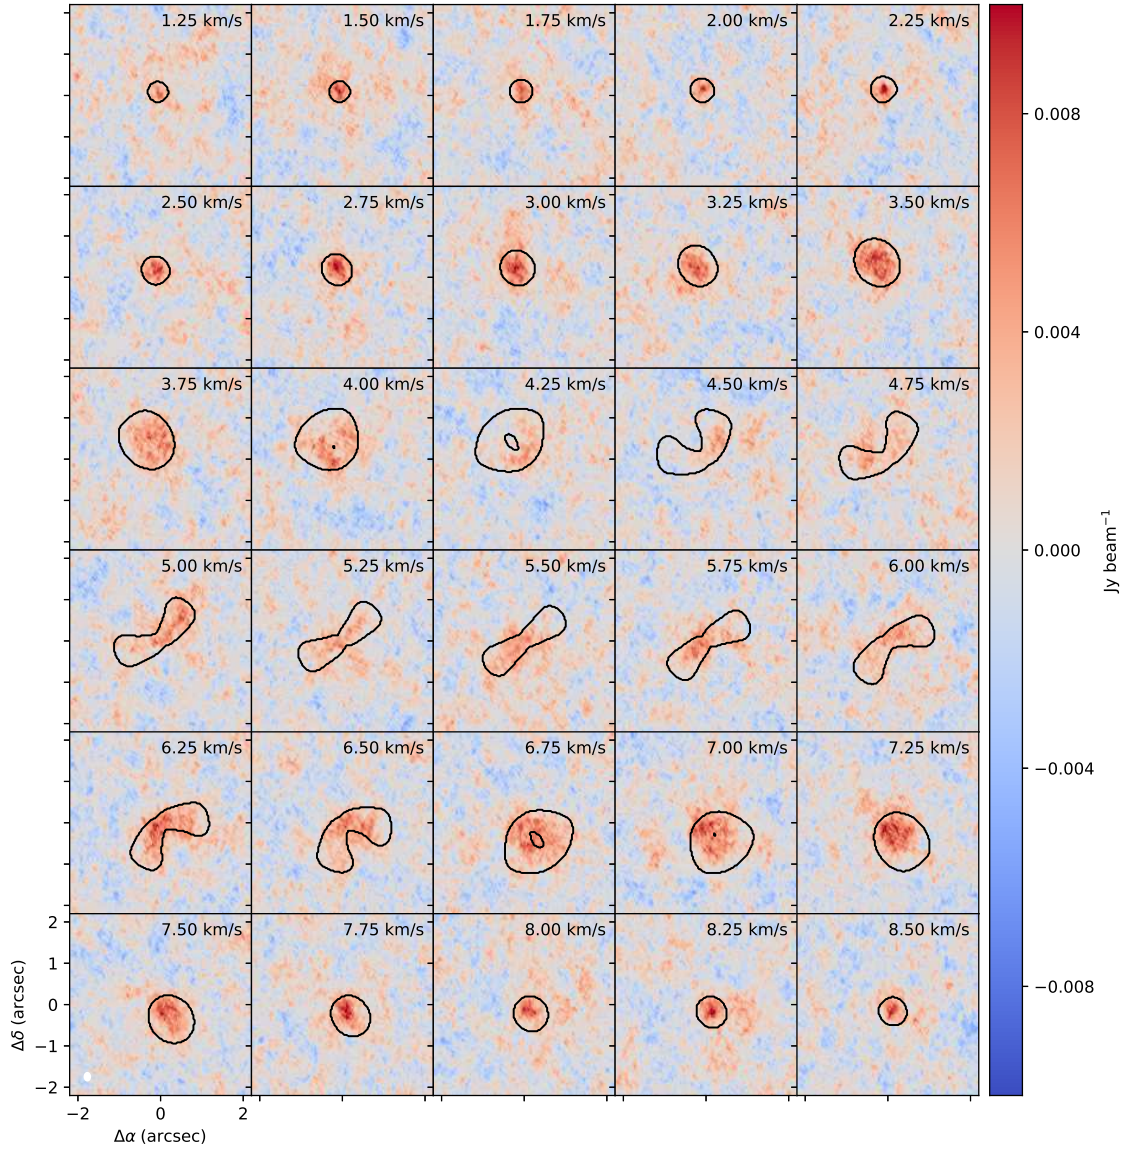 1.25 km/s 1.50 km/s 1.75 km/s 2.00 km/s 2.25 km/s
0.008
2.50 km/s 2.75 km/s 3.00 km/s 3.25 km/s 3.50 km/s
0.004
3.75 km/s 4.00 km/s 4.25 km/s 4.50 km/s 4.75 km/s
0.000
Jy beam⁻¹
5.00 km/s 5.25 km/s 5.50 km/s 5.75 km/s 6.00 km/s
6.25 km/s 6.50 km/s 6.75 km/s 7.00 km/s 7.25 km/s
−0.004
7.50 km/s 7.75 km/s 8.00 km/s 8.25 km/s 8.50 km/s
−0.008
2
1
0
−1
−2
Δδ (arcsec)
−2 0 2
Δα (arcsec)